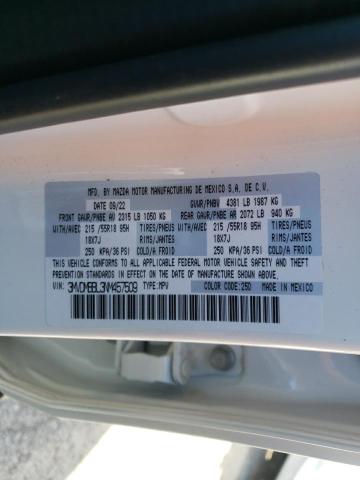 MFD. BY MAZDA MOTOR MANUFACTURING DE MEXICO S.A. DE C.V.
DATE 09/22 GVWR/PNBV 4381 LB 1987 KG
FRONT GAWR/PNBE AV 2315 LB 1050 KG REAR GAWR/PNBE AR 2072 LB 940 KG
WITH/AVEC 215/55R18 95H TIRES/PNEUS WITH/AVEC 215/55R18 95H TIRES/PNEUS
18X7J RIMS/JANTES 18X7J RIMS/JANTES
250 KPA/36 PSI COLD/A FROID 250 KPA/36 PSI COLD/A FROID
THIS VEHICLE CONFORMS TO ALL APPLICABLE FEDERAL MOTOR VEHICLE SAFETY AND
THEFT PREVENTION STANDARDS IN EFFECT ON THE DATE OF MANUFACTURE SHOWN ABOVE.
VIN: 3MVDMBBL3NM457509 TYPE:MPV COLOR CODE:25D MADE IN MEXICO